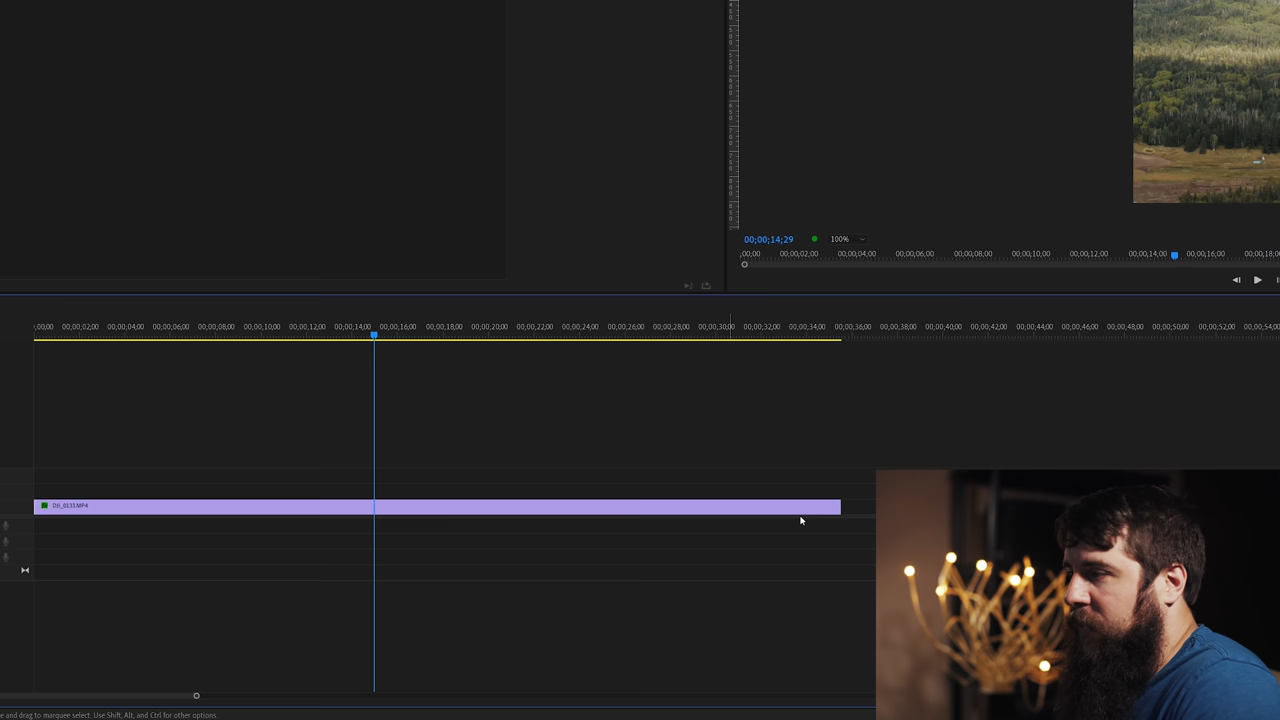 00;00;14;29
100%
;00;00 00;00;02;00 00;00;04;00 00;00;06;00 00;00;08;00 00;00;10;00 00;00;12;00 00;00;14;00 00;00;16;00 00;00;18;0
;00;00 00;00;02;00 00;00;04;00 00;00;06;00 00;00;08;00 00;00;10;00 00;00;12;00 00;00;14;00 00;00;16;00 00;00;18;00 00;00;20;00 00;00;22;00 00;00;24;00 00;00;26;00 00;00;28;00 00;00;30;00 00;00;32;00 00;00;34;00 00;00;36;00 00;00;38;00 00;00;40;00 00;00;42;00 00;00;44;00 00;00;46;00 00;00;48;00 00;00;50;00 00;00;52;00 00;00;54;00
DJI_0133.MP4
e and drag to marquee select. Use Shift, Alt, and Ctrl for other options.